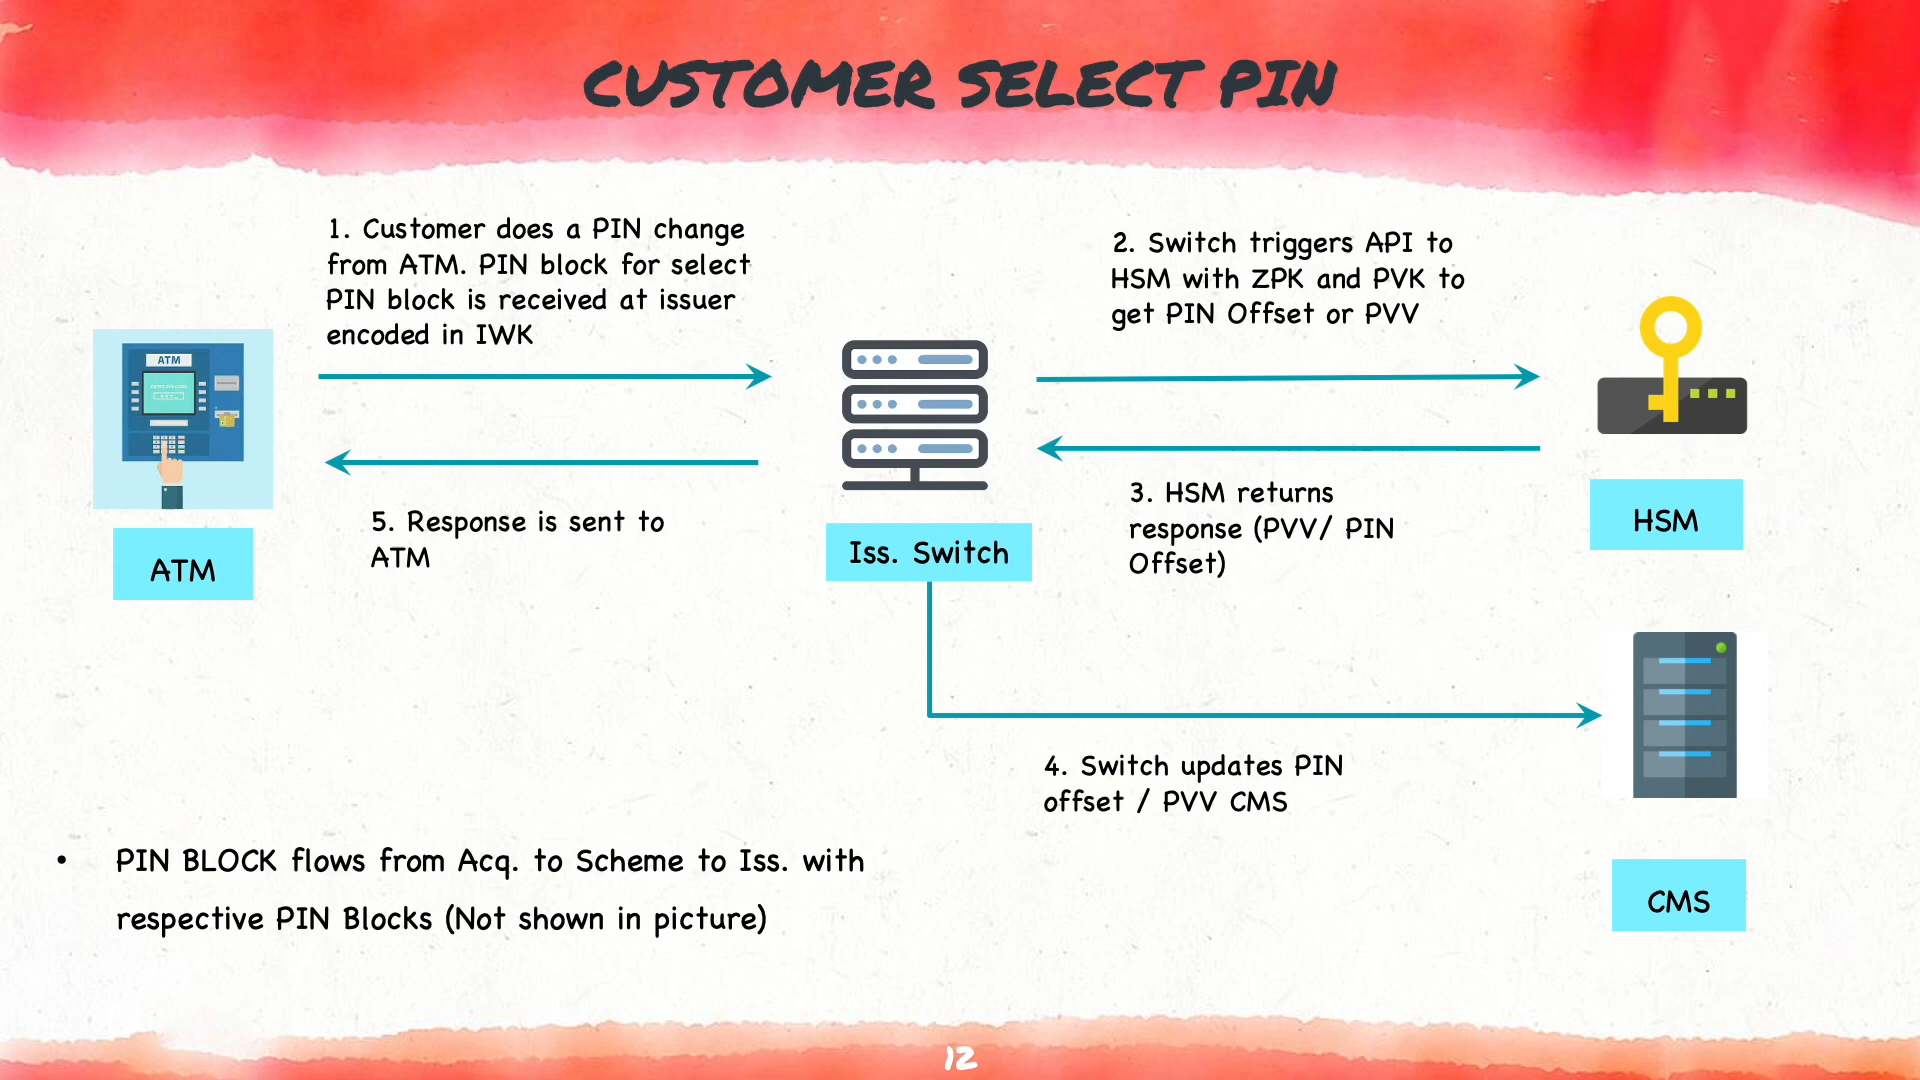 CUSTOMER SELECT PIN
1. Customer does a PIN change
from ATM. PIN block for select
PIN block is received at issuer
encoded in IWK
2. Switch triggers API to
HSM with ZPK and PVK to
get PIN Offset or PVV
ATM
5. Response is sent to
ATM
3. HSM returns
response (PVV/ PIN
Offset)
HSM
Iss. Switch
ATM
4. Switch updates PIN
offset / PVV CMS
• PIN BLOCK flows from Acq. to Scheme to Iss. with
respective PIN Blocks (Not shown in picture)
CMS
12